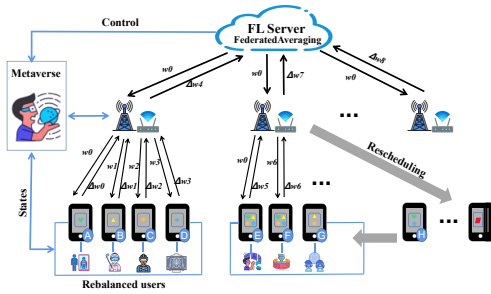 Control
FL Server
FederatedAveraging
Metaverse
w0
Δw4
w0
Δw7
w0
Δw8
...
...
Rescheduling
w0
Δw0
w1
Δw1
w2
Δw2
w3
Δw3
w0
Δw5
w6
Δw6
...
States
A
B
C
D
E
F
G
H
...
Rebalanced users